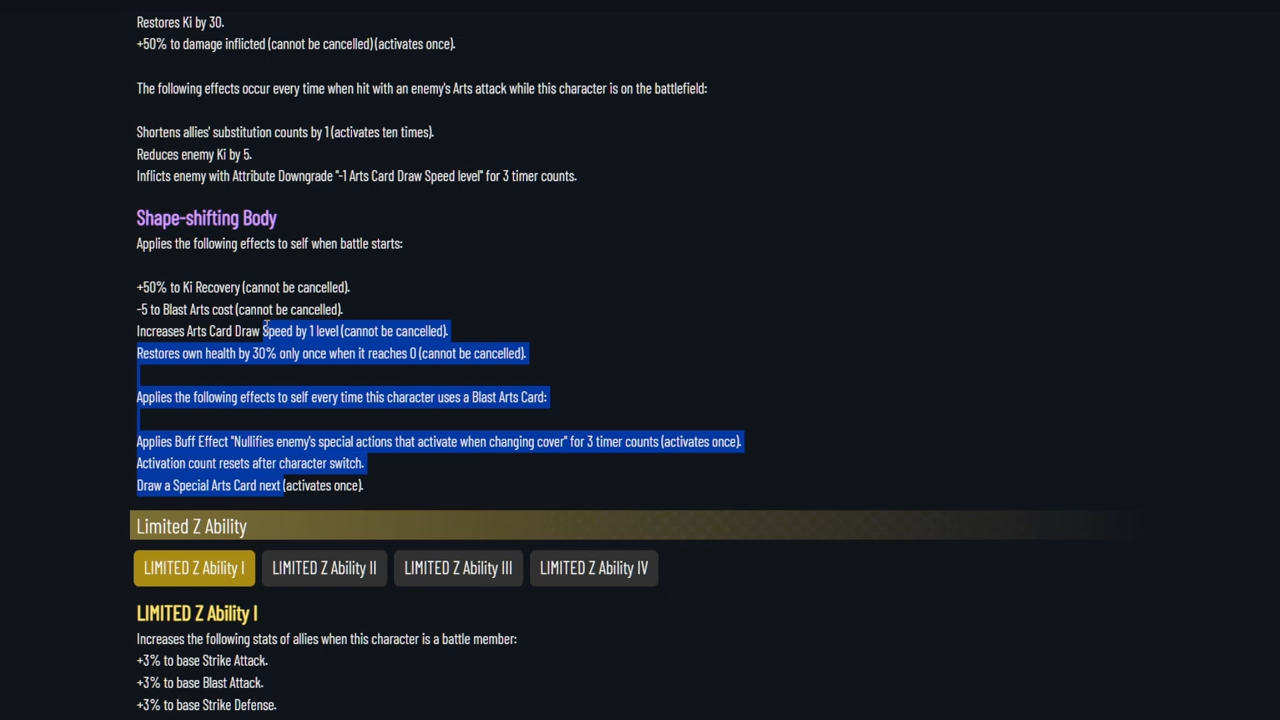 Restores Ki by 30.
+50% to damage inflicted (cannot be cancelled) (activates once).
The following effects occur every time when hit with an enemy's Arts attack while this character is on the battlefield:
Shortens allies' substitution counts by 1 (activates ten times).
Reduces enemy Ki by 5.
Inflicts enemy with Attribute Downgrade "-1 Arts Card Draw Speed level" for 3 timer counts.
Shape-shifting Body
Applies the following effects to self when battle starts:
+50% to Ki Recovery (cannot be cancelled).
-5 to Blast Arts cost (cannot be cancelled).
Increases Arts Card Draw Speed by 1 level (cannot be cancelled).
Restores own health by 30% only once when it reaches 0 (cannot be cancelled).
Applies the following effects to self every time this character uses a Blast Arts Card:
Applies Buff Effect "Nullifies enemy's special actions that activate when changing cover" for 3 timer counts (activates once).
Activation count resets after character switch.
Draw a Special Arts Card next (activates once).
Limited Z Ability
LIMITED Z Ability I LIMITED Z Ability II LIMITED Z Ability III LIMITED Z Ability IV
LIMITED Z Ability I
Increases the following stats of allies when this character is a battle member:
+3% to base Strike Attack.
+3% to base Blast Attack.
+3% to base Strike Defense.